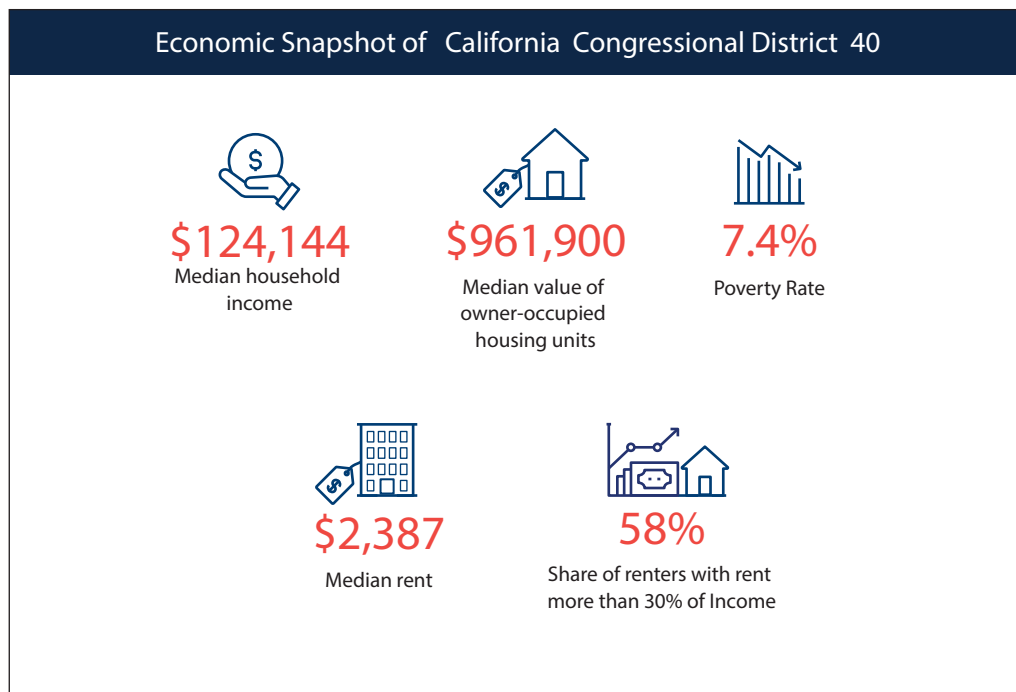 Economic Snapshot of California Congressional District 40
$
$
$124,144
Median household
income
$961,900
Median value of
owner-occupied
housing units
7.4%
Poverty Rate
$
$2,387
Median rent
58%
Share of renters with rent
more than 30% of Income